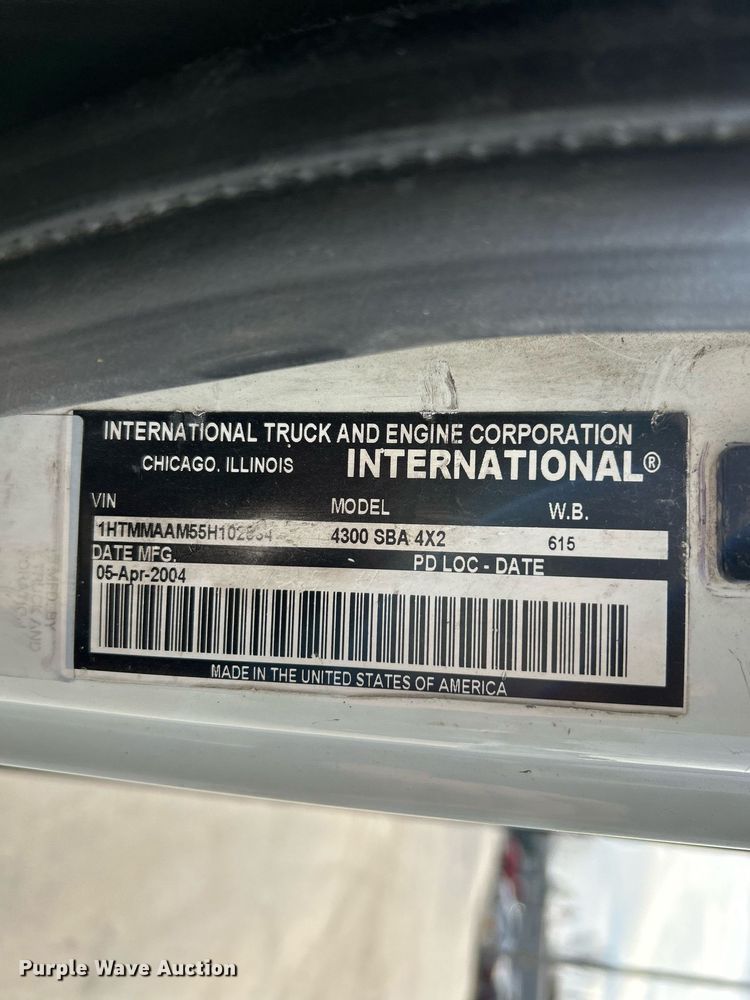 INTERNATIONAL TRUCK AND ENGINE CORPORATION
CHICAGO, ILLINOIS INTERNATIONAL®
VIN MODEL W.B.
4300 SBA 4X2 615
DATE MFG. PD LOC - DATE
05-Apr-2004
MADE IN THE UNITED STATES OF AMERICA
Purple Wave Auction